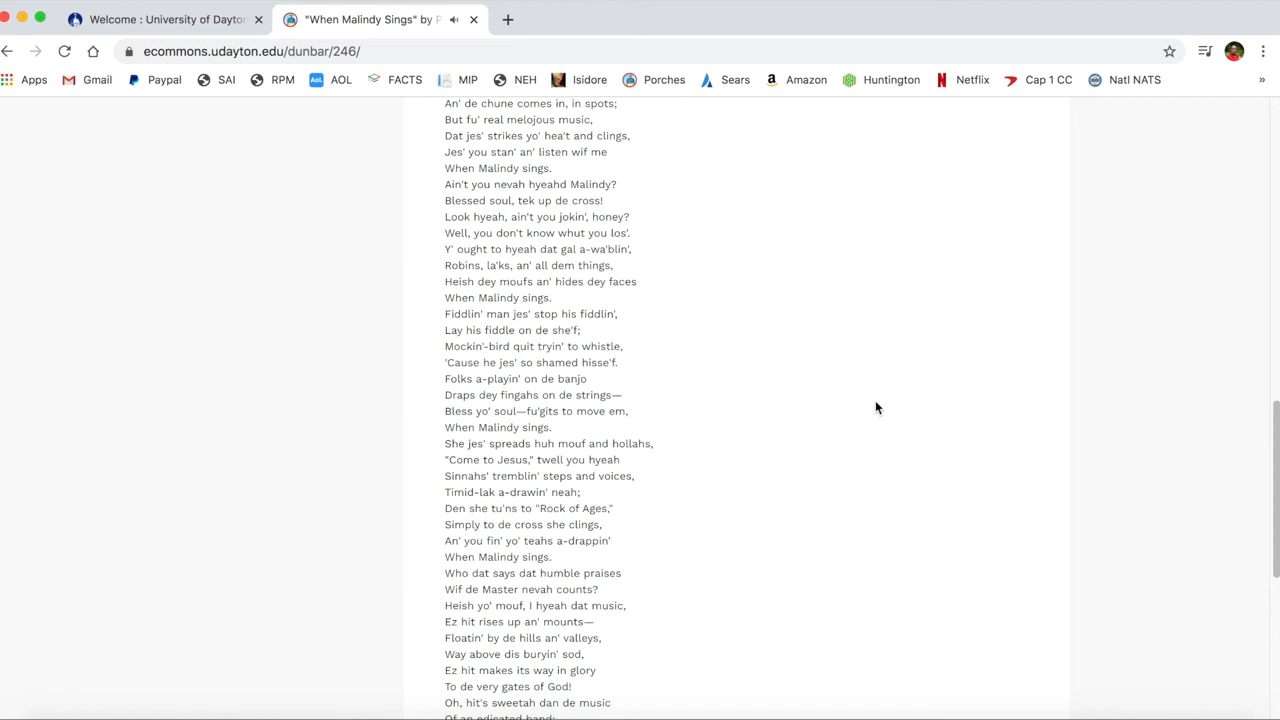 Welcome : University of Dayto
"When Malindy Sings" by P
ecommons.udayton.edu/dunbar/246/
Apps Gmail Paypal SAI RPM AOL FACTS MIP NEH Isidore Porches Sears Amazon Huntington Netflix Cap 1 CC Natl NATS »
An' de chune comes in, in spots;
But fu' real melojous music,
Dat jes' strikes yo' hea't and clings,
Jes' you stan' an' listen wif me
When Malindy sings.
Ain't you nevah hyeahd Malindy?
Blessed soul, tek up de cross!
Look hyeah, ain't you jokin', honey?
Well, you don't know whut you los'.
Y' ought to hyeah dat gal a-wa'blin',
Robins, la'ks, an' all dem things,
Heish dey moufs an' hides dey faces
When Malindy sings.
Fiddlin' man jes' stop his fiddlin',
Lay his fiddle on de she'f;
Mockin'-bird quit tryin' to whistle,
'Cause he jes' so shamed hisse'f.
Folks a-playin' on de banjo
Draps dey fingahs on de strings—
Bless yo' soul—fu'gits to move em,
When Malindy sings.
She jes' spreads huh mouf and hollahs,
"Come to Jesus," twell you hyeah
Sinnahs' tremblin' steps and voices,
Timid-lak a-drawin' neah;
Den she tu'ns to "Rock of Ages,"
Simply to de cross she clings,
An' you fin' yo' teahs a-drappin'
When Malindy sings.
Who dat says dat humble praises
Wif de Master nevah counts?
Heish yo' mouf, I hyeah dat music,
Ez hit rises up an' mounts—
Floatin' by de hills an' valleys,
Way above dis buryin' sod,
Ez hit makes its way in glory
To de very gates of God!
Oh, hit's sweetah dan de music
Of an edicated band;